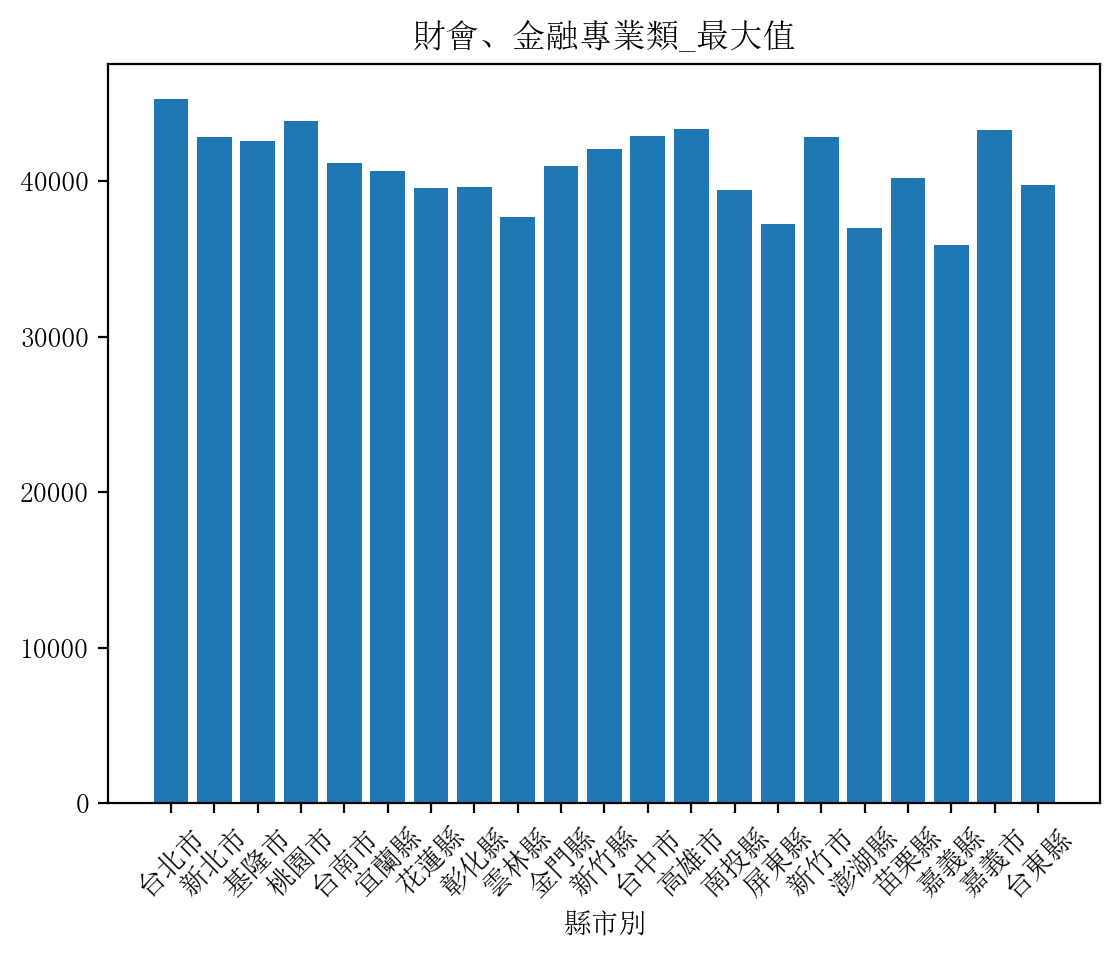 財會、金融專業類_最大值
40000
30000
20000
10000
0
台北市
新北市
基隆市
桃園市
台南市
宜蘭縣
花蓮縣
彰化縣
雲林縣
金門縣
新竹縣
台中市
高雄市
南投縣
屏東縣
新竹市
澎湖縣
苗栗縣
嘉義縣
嘉義市
台東縣
縣市別